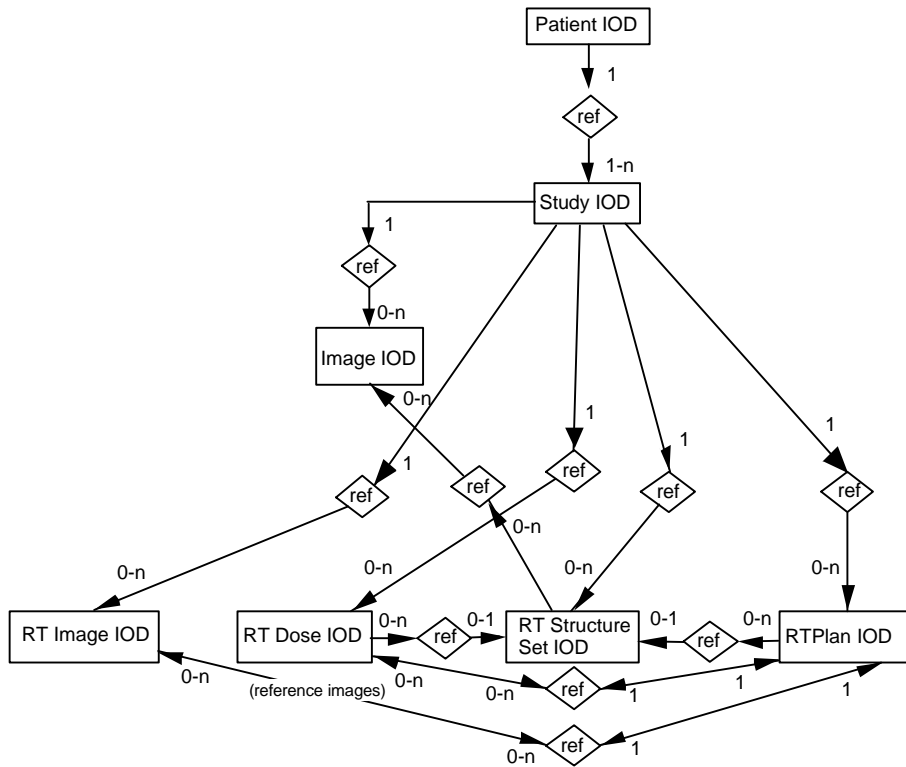 Patient IOD
1
ref
1-n
Study IOD
1
ref
0-n
Image IOD
0-n
1
1
1
1
ref
ref
ref
ref
ref
0-n
0-n
0-n
0-n
0-n
RT Image IOD
RT Dose IOD
0-n
ref
0-1
RT Structure
Set IOD
0-1
ref
0-n
RTPlan IOD
0-n
(reference images)
0-n
0-n
ref
1
1
1
0-n
ref
1